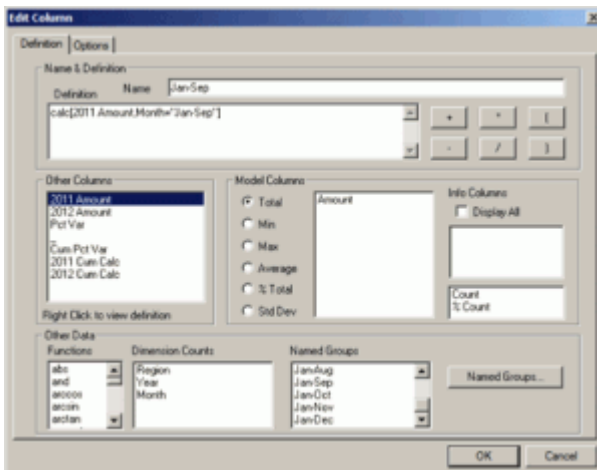 Edit Column
Definition
Options
Name & Definition
Definition
Name
Jan-Sep
calc[2011 Amount,Month="Jan-Sep"]
+
*
(
-
/
)
Other Columns
2011 Amount
2012 Amount
Pct Var
Cum Pct Var
2011 Cum Calc
2012 Cum Calc
Right Click to view definition
Model Columns
Total
Min
Max
Average
% Total
Std Dev
Amount
Info Columns
Display All
Count
% Count
Other Data
Functions
abs
and
arccos
arcsin
arctan
Dimension Counts
Region
Year
Month
Named Groups
Jan-Aug
Jan-Sep
Jan-Oct
Jan-Nov
Jan-Dec
Named Groups...
OK
Cancel